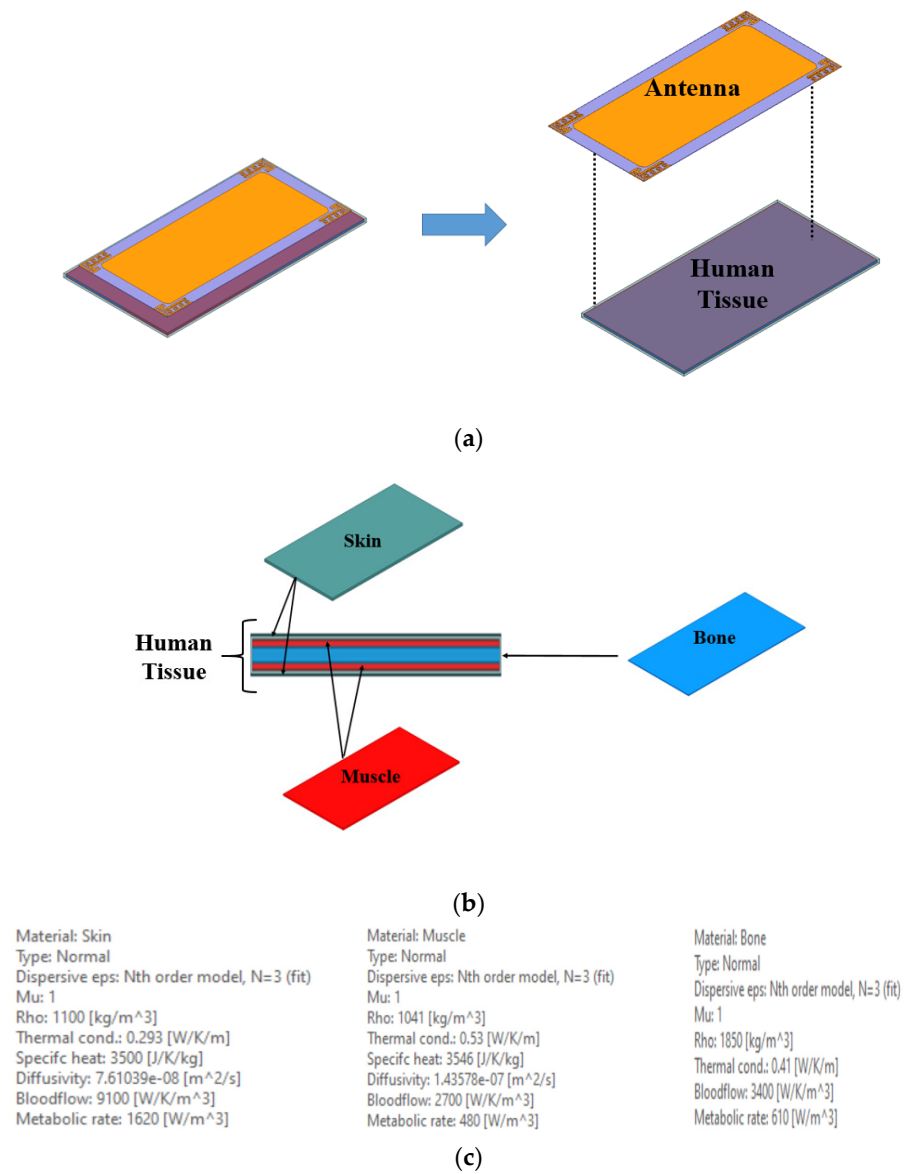 Antenna
Human
Tissue
(a)
Skin
Human
Tissue
Bone
Muscle
(b)
Material: Skin
Type: Normal
Dispersive eps: Nth order model, N=3 (fit)
Mu: 1
Rho: 1100 [kg/m^3]
Thermal cond.: 0.293 [W/K/m]
Specifc heat: 3500 [J/K/kg]
Diffusivity: 7.61039e-08 [m^2/s]
Bloodflow: 9100 [W/K/m^3]
Metabolic rate: 1620 [W/m^3]
Material: Muscle
Type: Normal
Dispersive eps: Nth order model, N=3 (fit)
Mu: 1
Rho: 1041 [kg/m^3]
Thermal cond.: 0.53 [W/K/m]
Specifc heat: 3546 [J/K/kg]
Diffusivity: 1.43578e-07 [m^2/s]
Bloodflow: 2700 [W/K/m^3]
Metabolic rate: 480 [W/m^3]
Material: Bone
Type: Normal
Dispersive eps: Nth order model, N=3 (fit)
Mu: 1
Rho: 1850 [kg/m^3]
Thermal cond.: 0.41 [W/K/m]
Bloodflow: 3400 [W/K/m^3]
Metabolic rate: 610 [W/m^3]
(c)